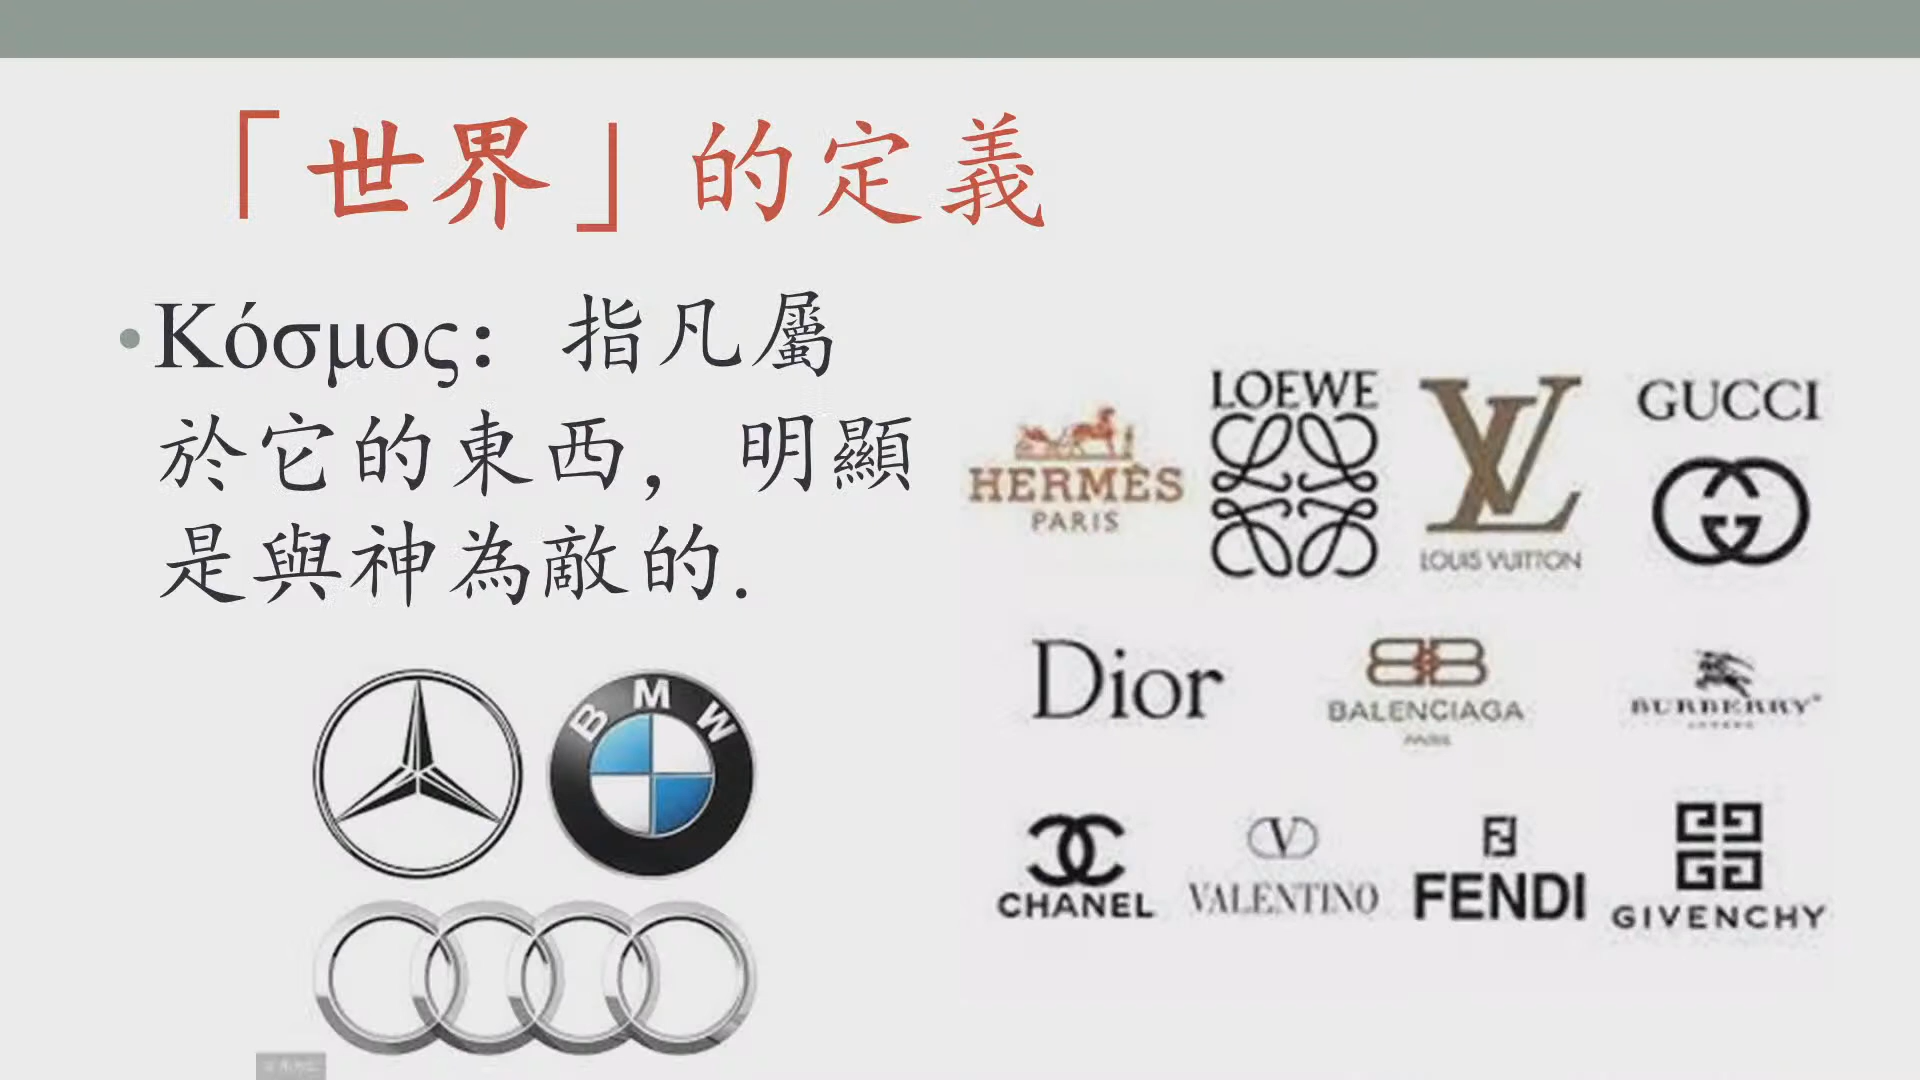 「世界」的定義
•Κόσμος：指凡屬
於它的東西，明顯
是與神為敵的.
LOEWE
GUCCI
HERMÈS
PARIS
LOUIS VUITTON
Dior
BALENCIAGA
PARIS
BURBERRY
CHANEL
VALENTINO
FENDI
GIVENCHY
BMW